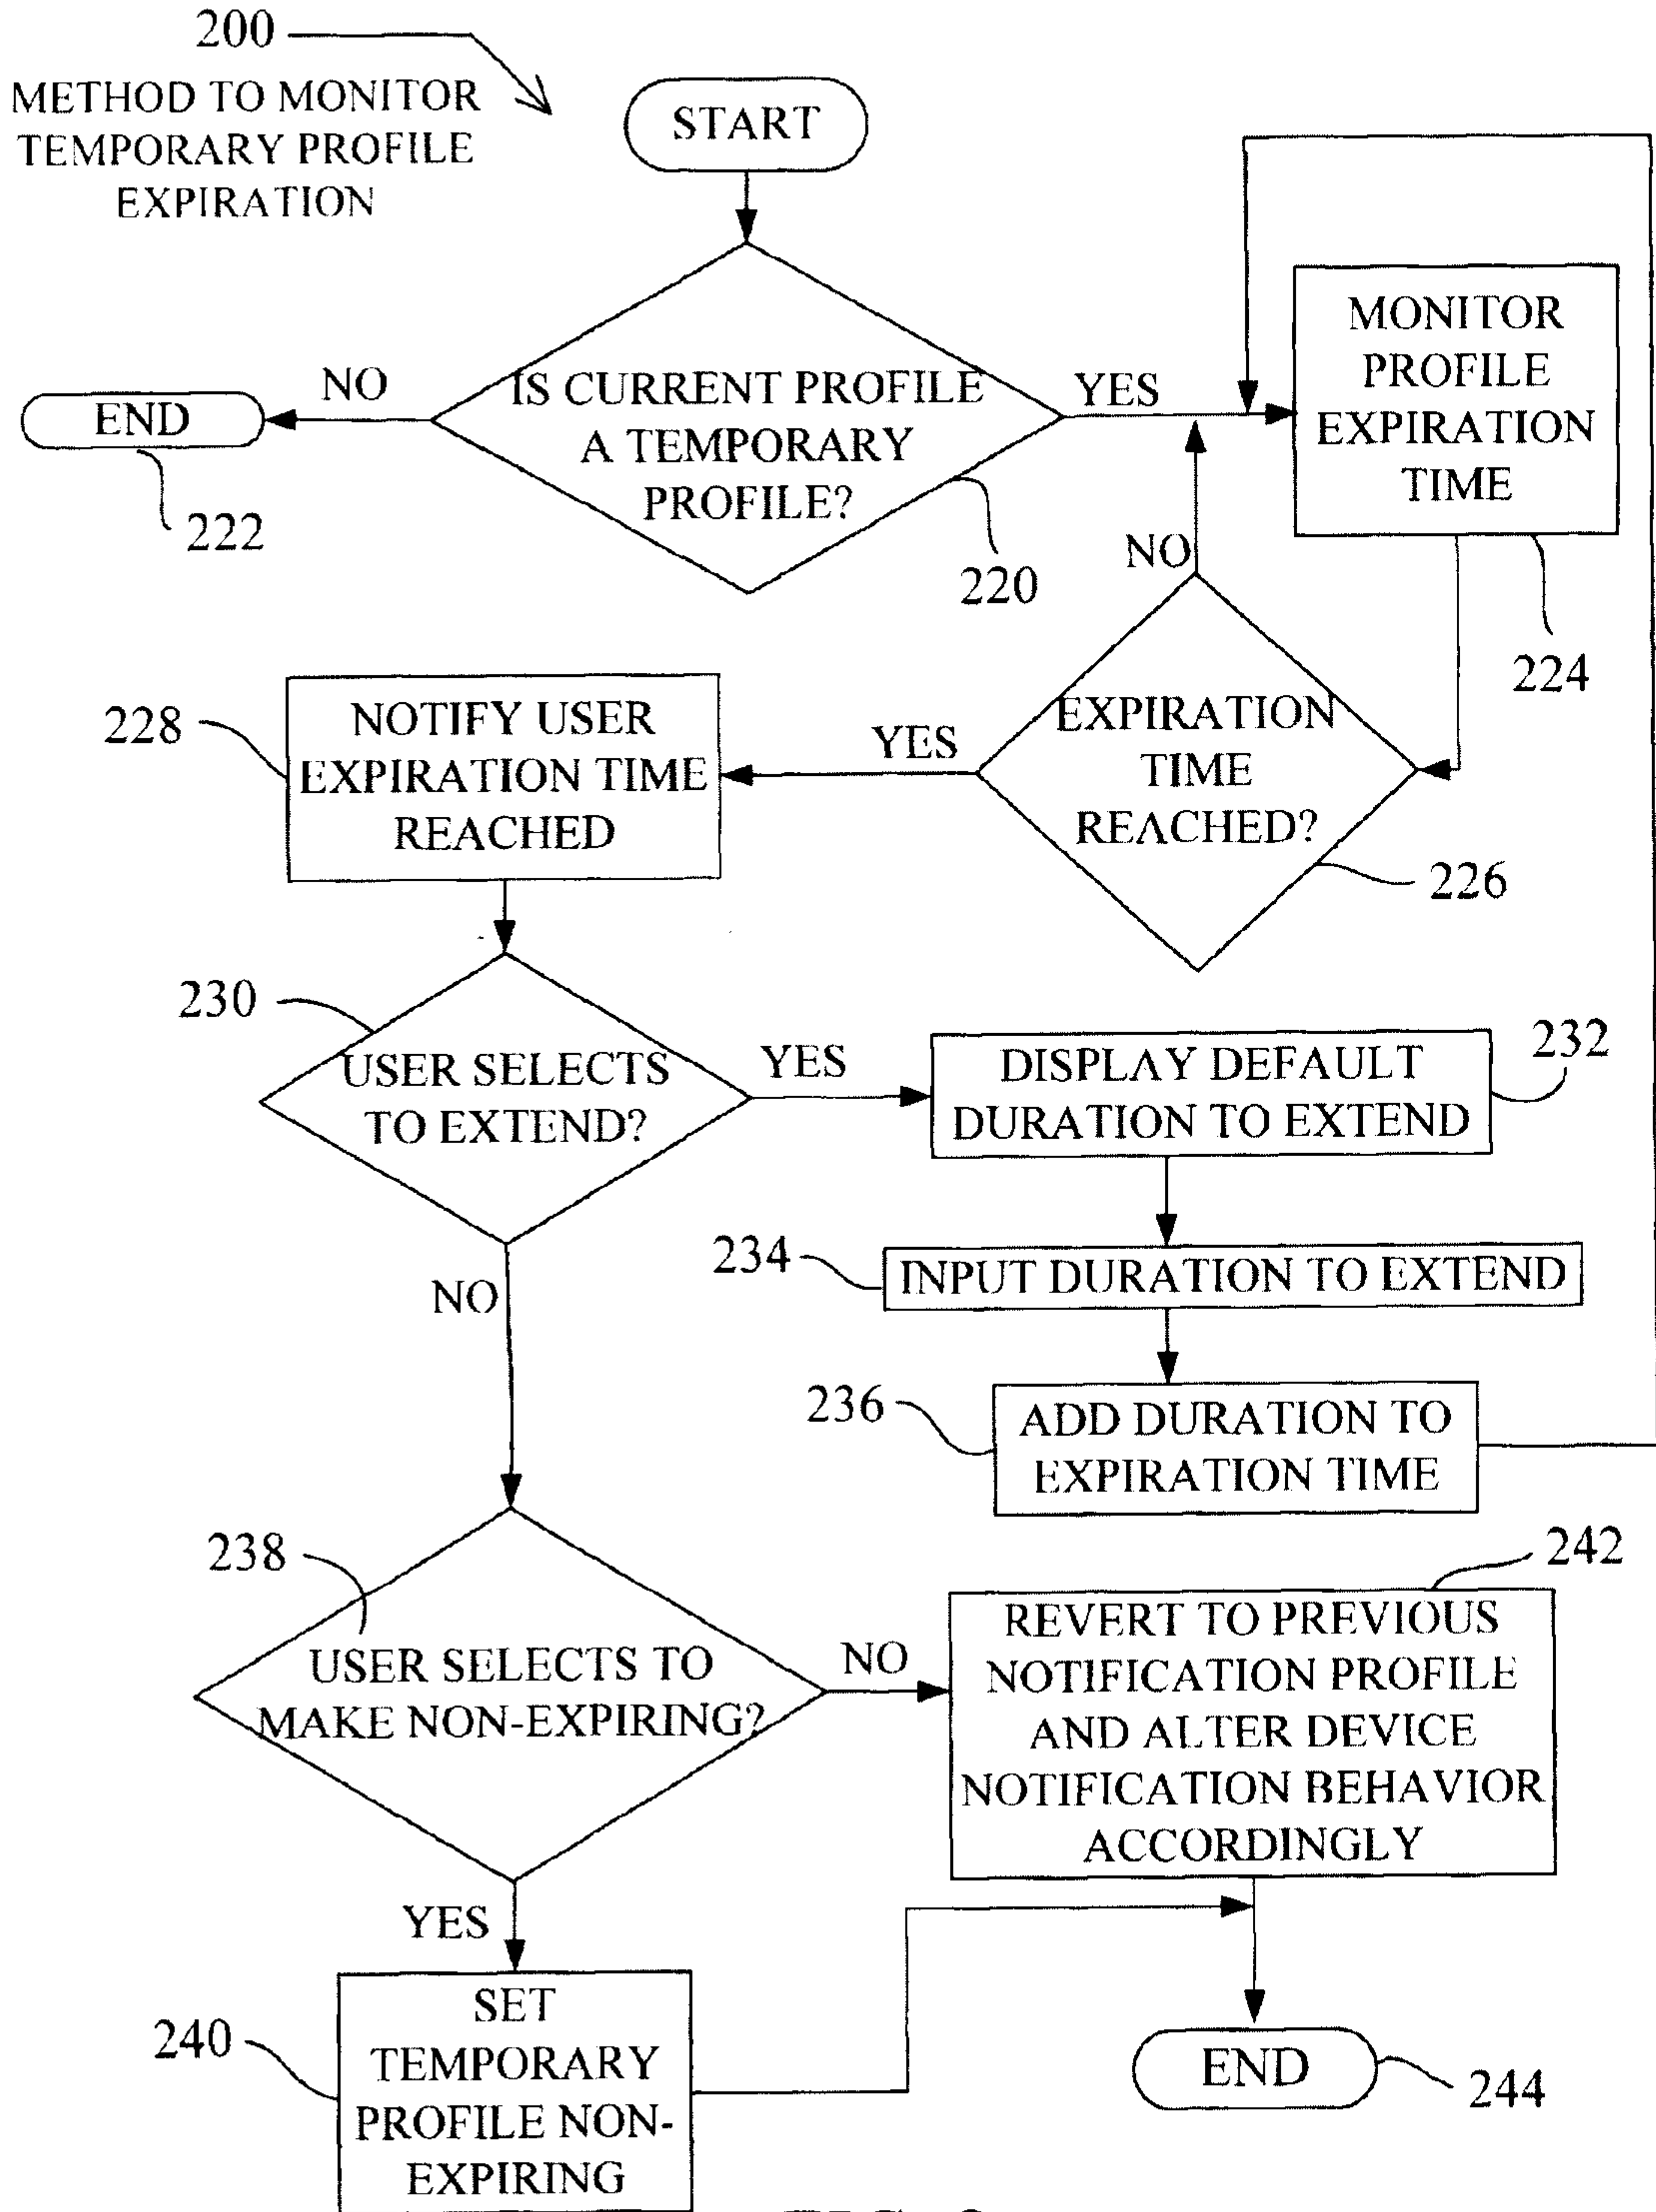 200
METHOD TO MONITOR
TEMPORARY PROFILE
EXPIRATION
START
IS CURRENT PROFILE
A TEMPORARY
PROFILE?
220
NO
END
222
YES
MONITOR
PROFILE
EXPIRATION
TIME
224
EXPIRATION
TIME
REACHED?
226
NO
YES
228
NOTIFY USER
EXPIRATION TIME
REACHED
230
USER SELECTS
TO EXTEND?
YES
DISPLAY DEFAULT
DURATION TO EXTEND
232
234
INPUT DURATION TO EXTEND
236
ADD DURATION TO
EXPIRATION TIME
NO
238
USER SELECTS TO
MAKE NON-EXPIRING?
NO
242
REVERT TO PREVIOUS
NOTIFICATION PROFILE
AND ALTER DEVICE
NOTIFICATION BEHAVIOR
ACCORDINGLY
YES
240
SET
TEMPORARY
PROFILE NON-
EXPIRING
END
244